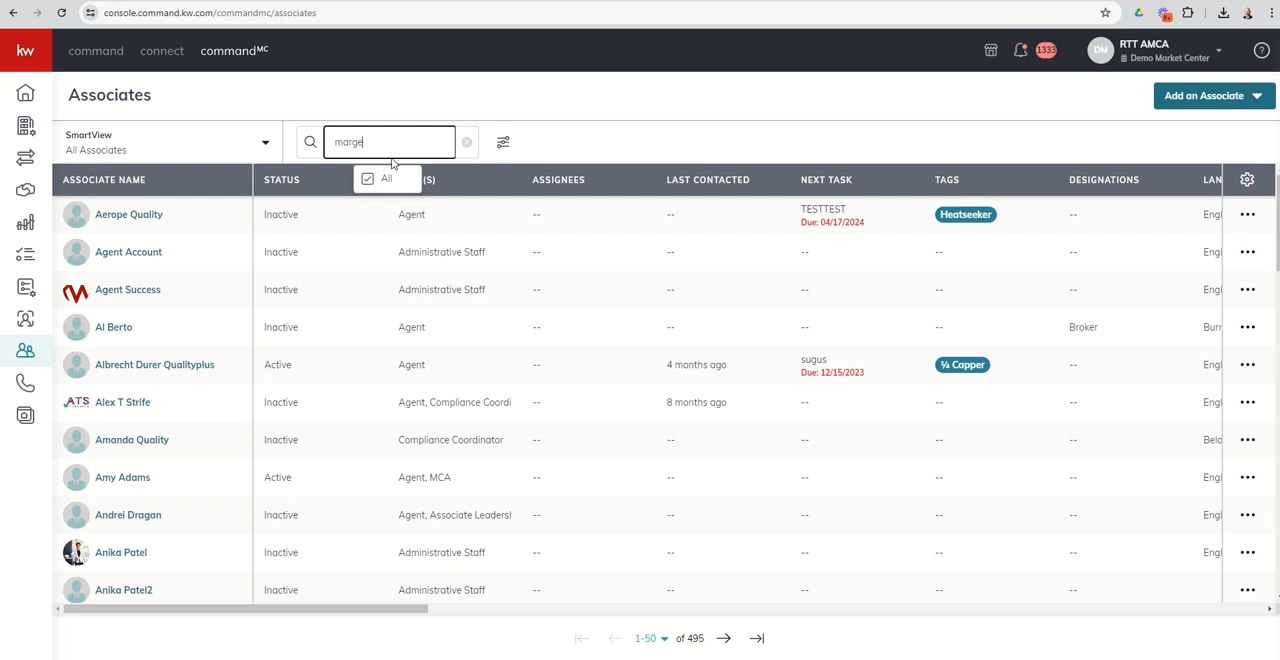 console.command.kw.com/commandmc/associates
9+
kw
command
connect
commandMC
1333
DM
RTT AMCA
Demo Market Center
?
Associates
Add an Associate
SmartView
All Associates
marge
All
ASSOCIATE NAME
STATUS
(S)
ASSIGNEES
LAST CONTACTED
NEXT TASK
TAGS
DESIGNATIONS
LAN
Aerope Quality
Inactive
Agent
--
--
TESTTEST
Due: 04/17/2024
Heatseeker
--
Engl
Agent Account
Inactive
Administrative Staff
--
--
--
--
--
Engl
Agent Success
Inactive
Administrative Staff
--
--
--
--
--
Engl
Al Berto
Inactive
Agent
--
--
--
--
Broker
Burr
Albrecht Durer Qualityplus
Active
Agent
--
4 months ago
sugus
Due: 12/15/2023
¼ Capper
--
Engl
ATS
Alex T Strife
Inactive
Agent, Compliance Coordi
--
8 months ago
--
--
--
Engl
Amanda Quality
Inactive
Compliance Coordinator
--
--
--
--
--
Belo
Amy Adams
Active
Agent, MCA
--
--
--
--
--
Engl
Andrei Dragan
Inactive
Agent, Associate Leadersh
--
--
--
--
--
Engl
Anika Patel
Inactive
Administrative Staff
--
--
--
--
--
Engl
Anika Patel2
Inactive
Administrative Staff
--
--
--
--
--
Engl
1-50
of 495